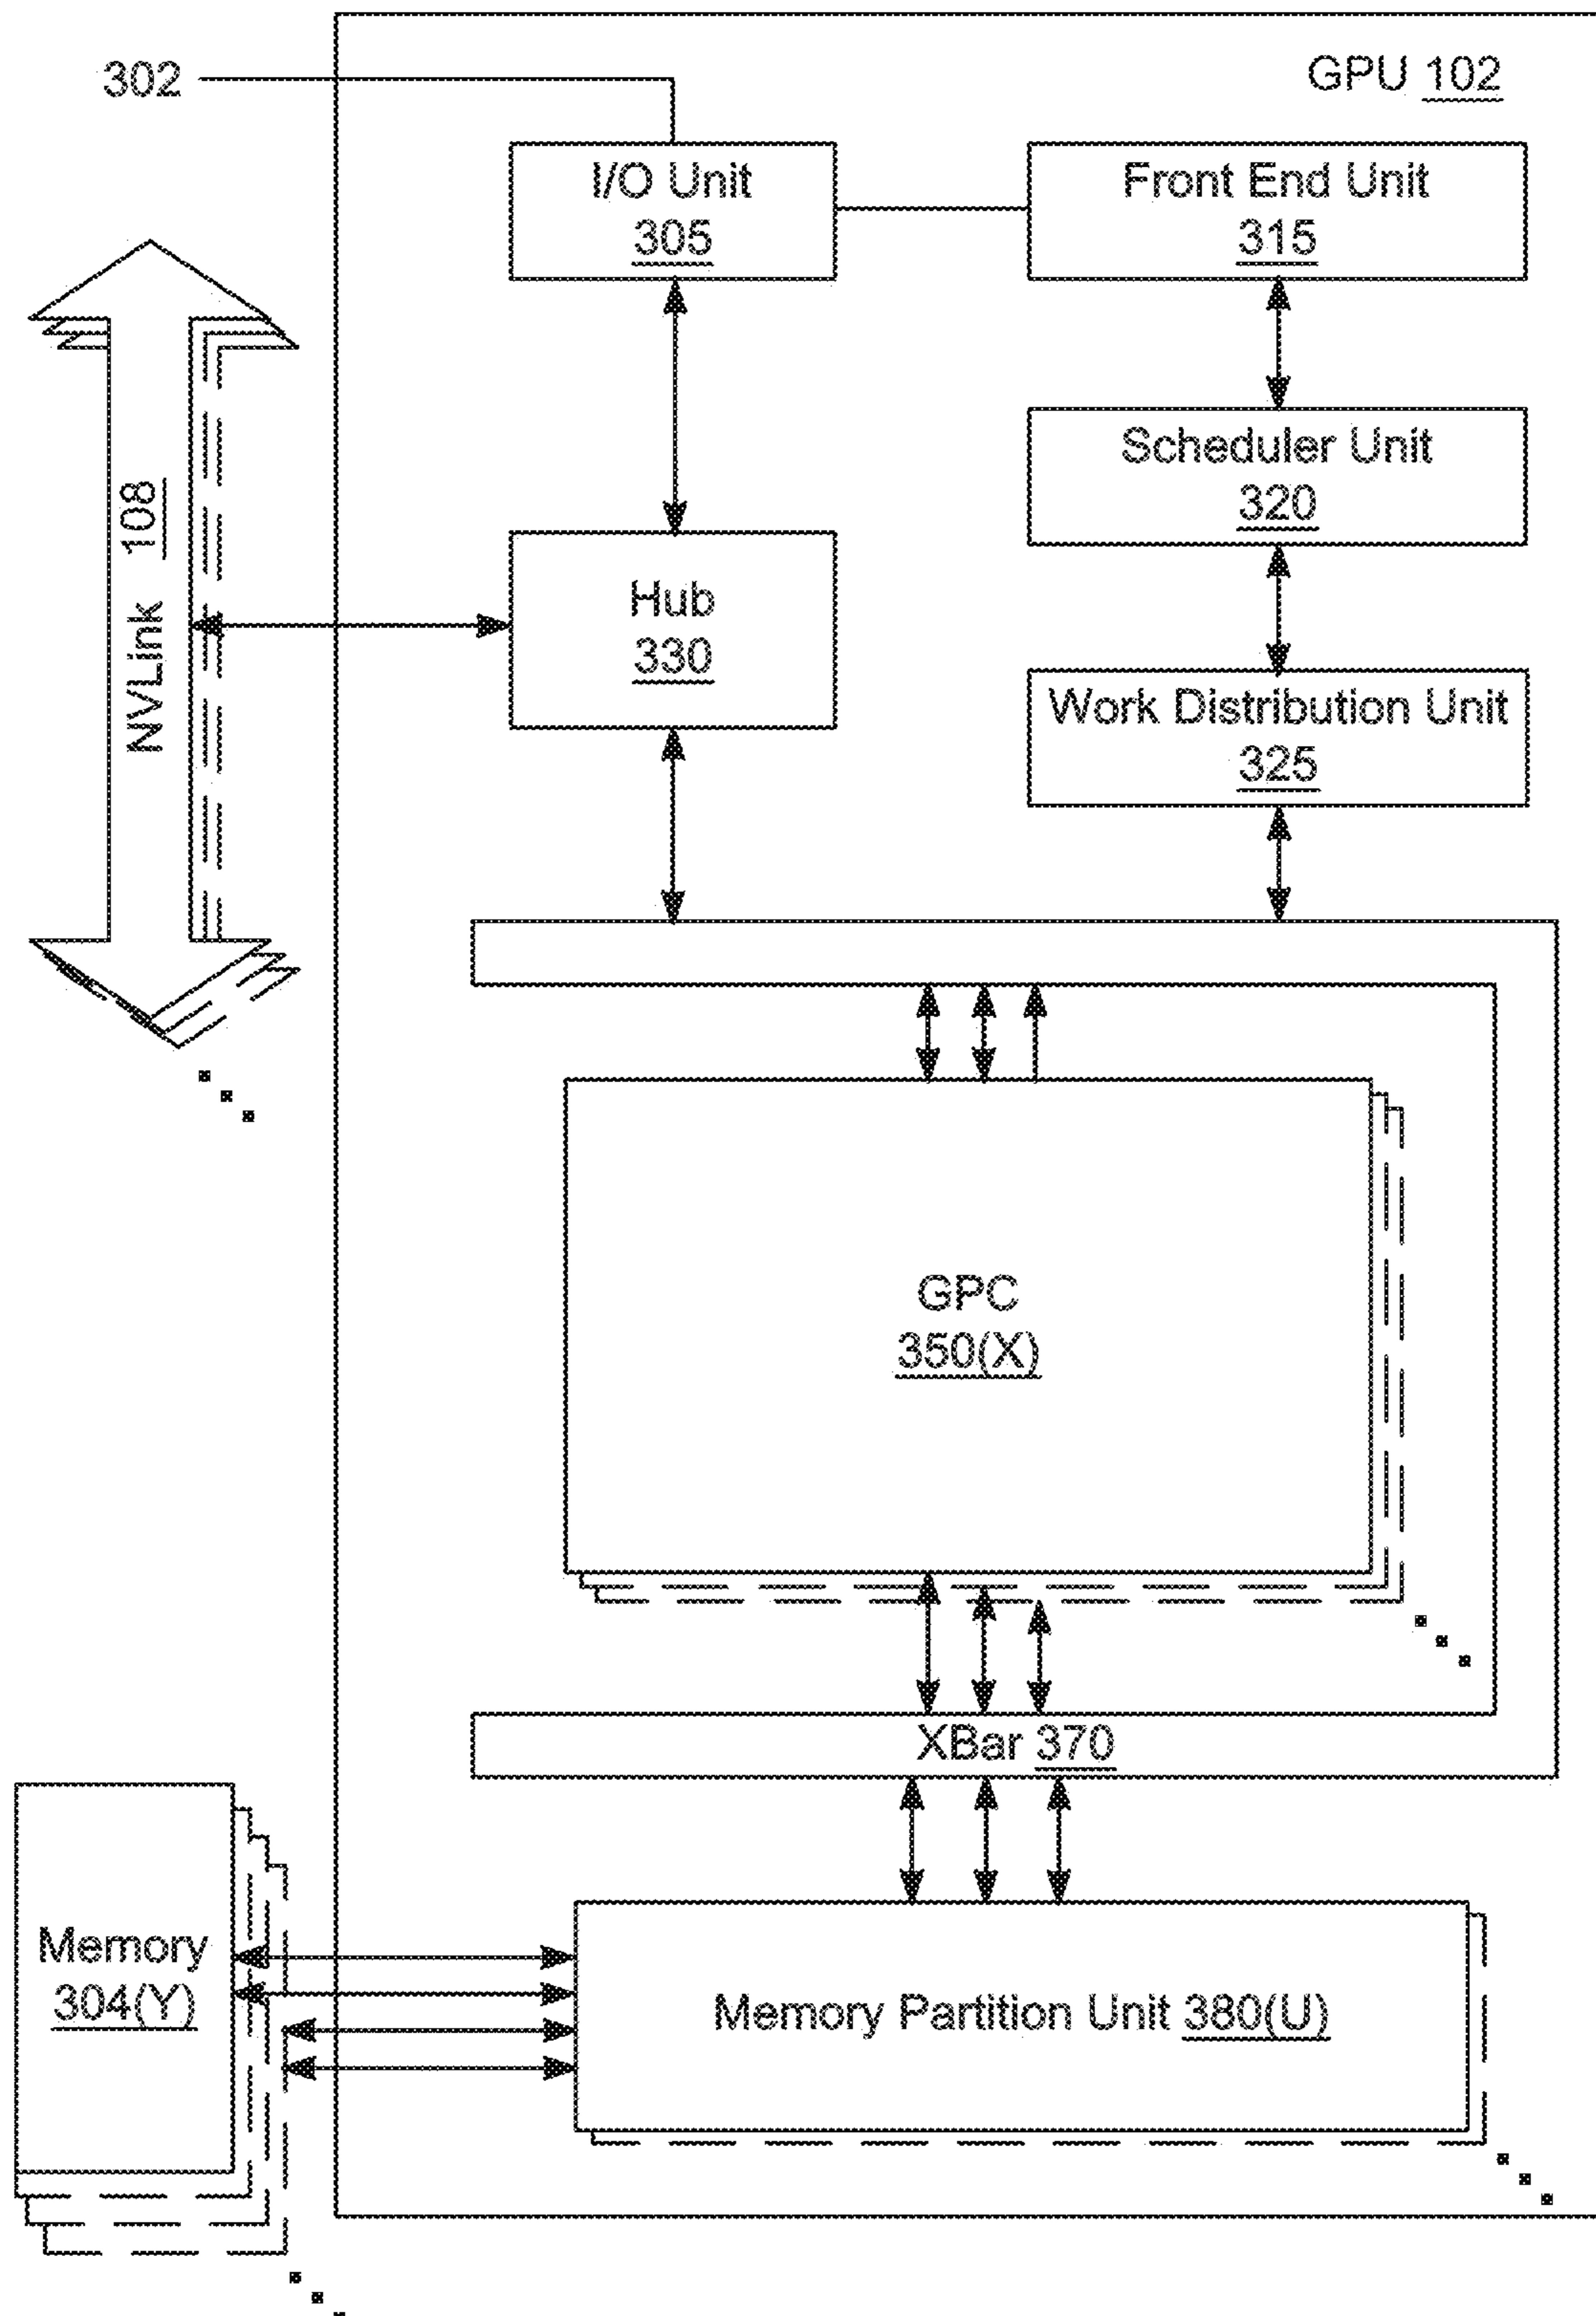 302
GPU 102
I/O Unit
305
Front End Unit
315
Scheduler Unit
320
NVLink 108
Hub
330
Work Distribution Unit
325
GPC
350(X)
XBar 370
Memory
304(Y)
Memory Partition Unit 380(U)